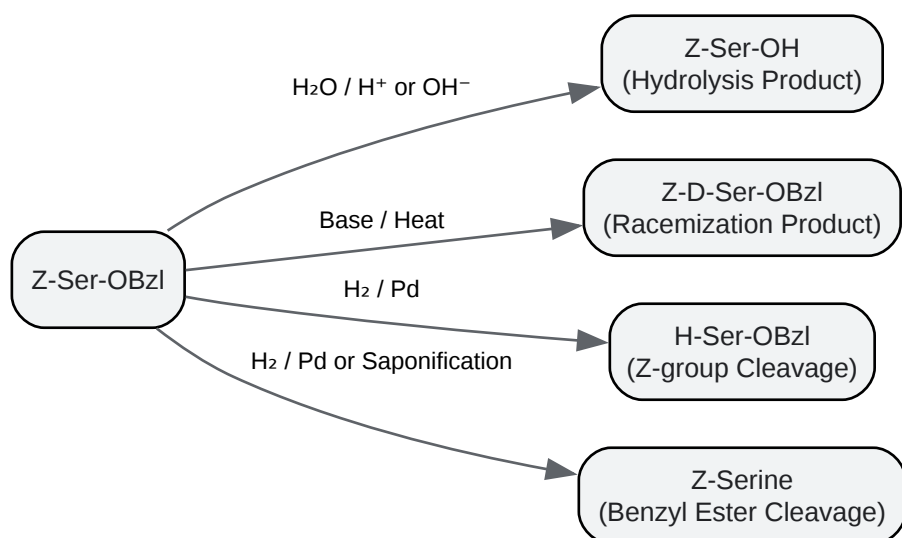 Z-Ser-OH
(Hydrolysis Product)
H₂O / H⁺ or OH⁻
Z-D-Ser-OBzl
(Racemization Product)
Base / Heat
Z-Ser-OBzl
H₂ / Pd
H-Ser-OBzl
(Z-group Cleavage)
H₂ / Pd or Saponification
Z-Serine
(Benzyl Ester Cleavage)